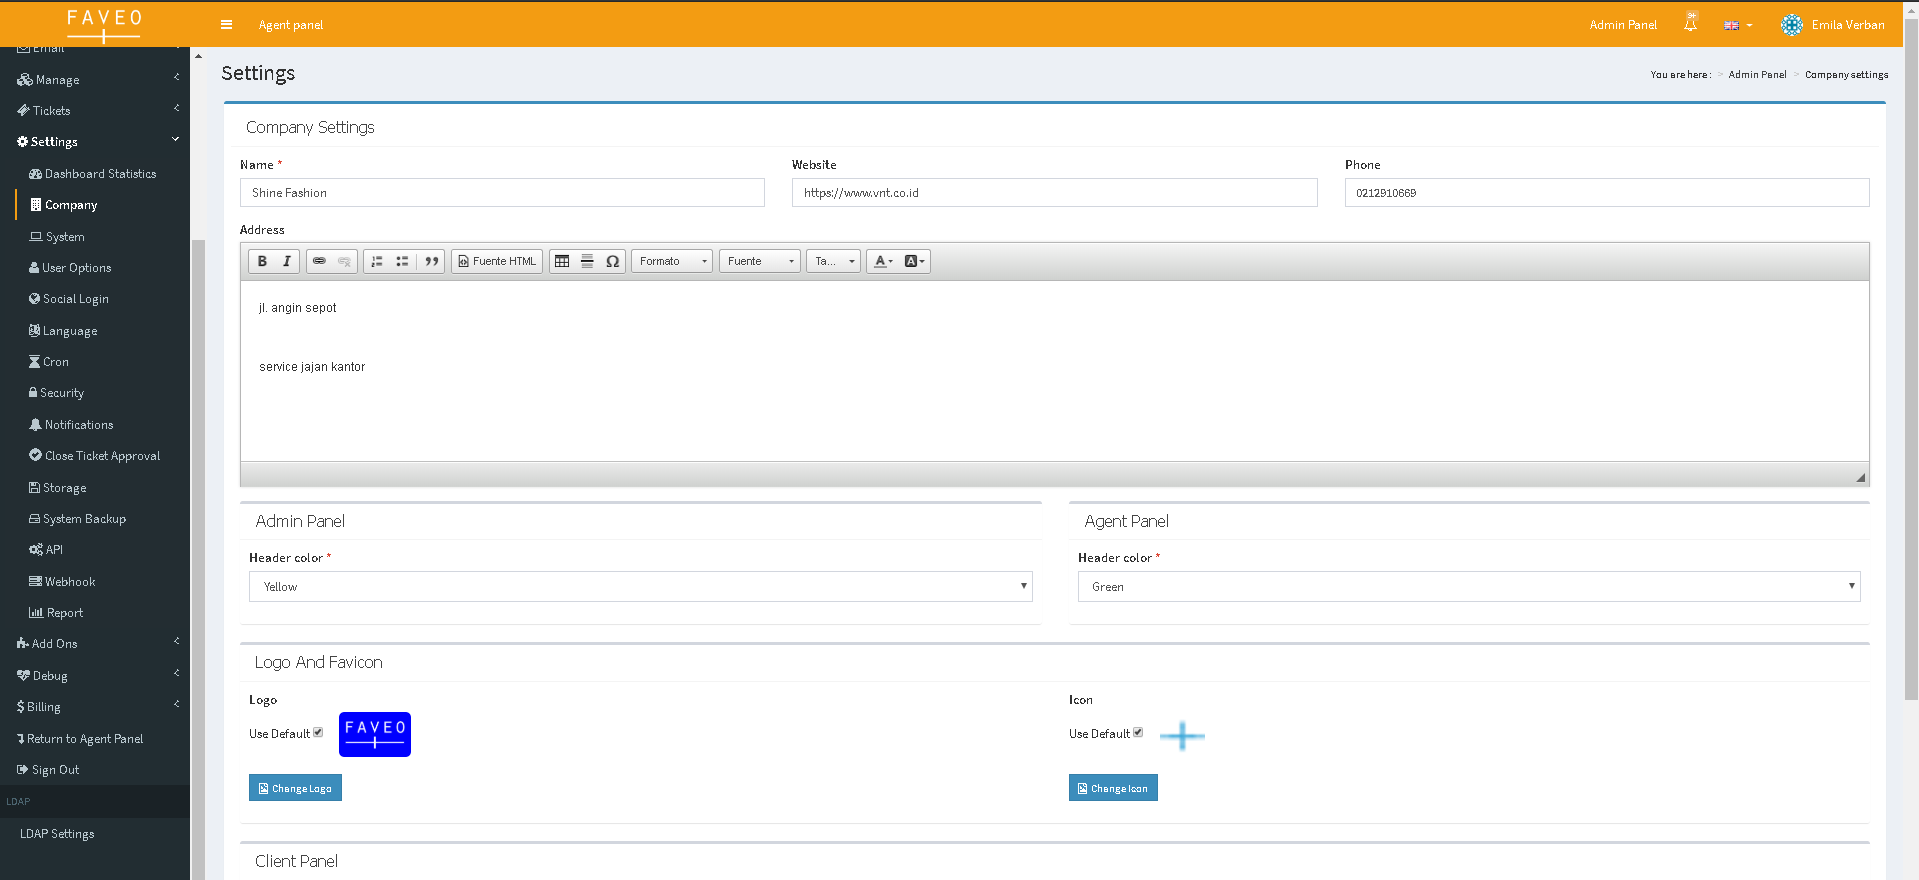 FAVEO
Agent panel
Admin Panel
9+
Emila Verban
Email
Manage
Tickets
Settings
Dashboard Statistics
Company
System
User Options
Social Login
Language
Cron
Security
Notifications
Close Ticket Approval
Storage
System Backup
API
Webhook
Report
Add Ons
Debug
Billing
Return to Agent Panel
Sign Out
LDAP
LDAP Settings
Settings
You are here : > Admin Panel > Company settings
Company Settings
Name *
Website
Phone
Shine Fashion
https://www.vnt.co.id
0212910669
Address
B I Fuente HTML Ω Formato Fuente Ta... A A
jl. angin sepot
service jajan kantor
Admin Panel
Header color *
Yellow
Agent Panel
Header color *
Green
Logo And Favicon
Logo
Use Default
FAVEO
Change Logo
Icon
Use Default
Change Icon
Client Panel